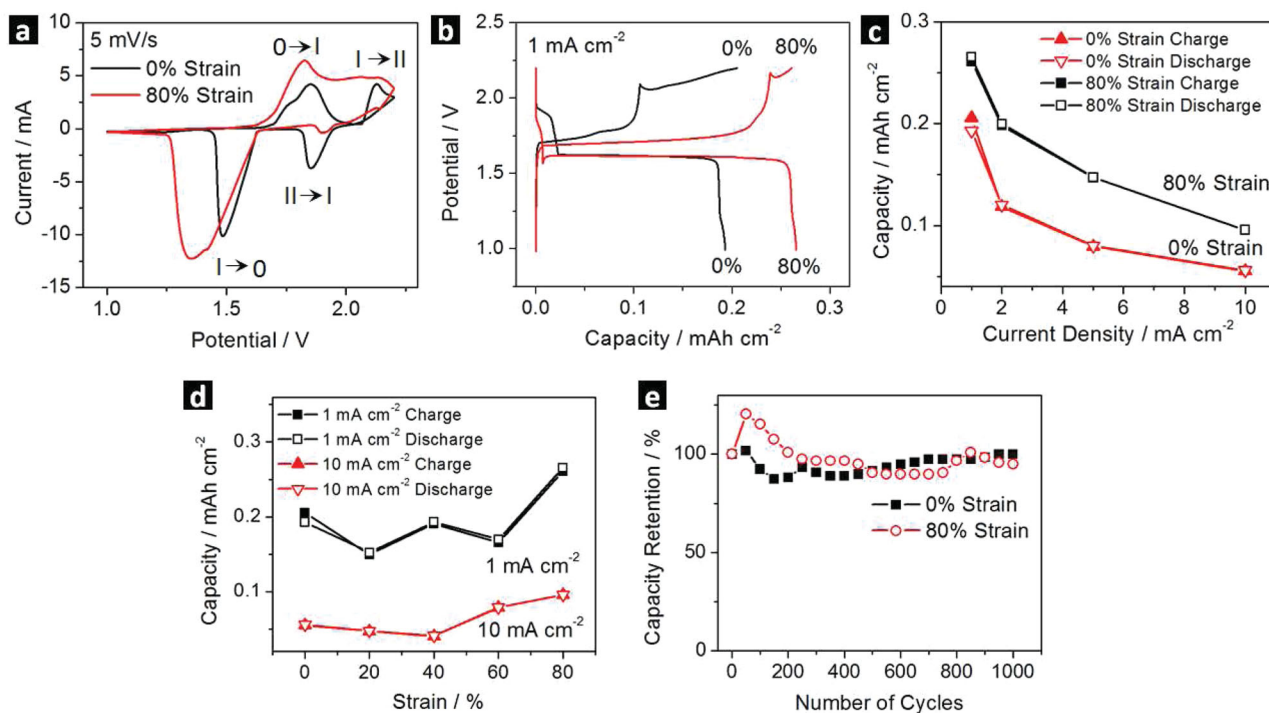 a
5 mV/s
0% Strain
80% Strain
0→I
I→II
II→I
I→0
10
5
0
-5
-10
-15
1.0
1.5
2.0
Current / mA
Potential / V
b
1 mA cm⁻²
0%
80%
0%
80%
2.5
2.0
1.5
1.0
0.0
0.1
0.2
0.3
Potential / V
Capacity / mAh cm⁻²
c
0% Strain Charge
0% Strain Discharge
80% Strain Charge
80% Strain Discharge
80% Strain
0% Strain
0.3
0.2
0.1
0
2
4
6
8
10
Capacity / mAh cm⁻²
Current Density / mA cm⁻²
d
1 mA cm⁻² Charge
1 mA cm⁻² Discharge
10 mA cm⁻² Charge
10 mA cm⁻² Discharge
1 mA cm⁻²
10 mA cm⁻²
0.3
0.2
0.1
0
20
40
60
80
Capacity / mAh cm⁻²
Strain / %
e
0% Strain
80% Strain
100
50
0
0
200
400
600
800
1000
Capacity Retention / %
Number of Cycles